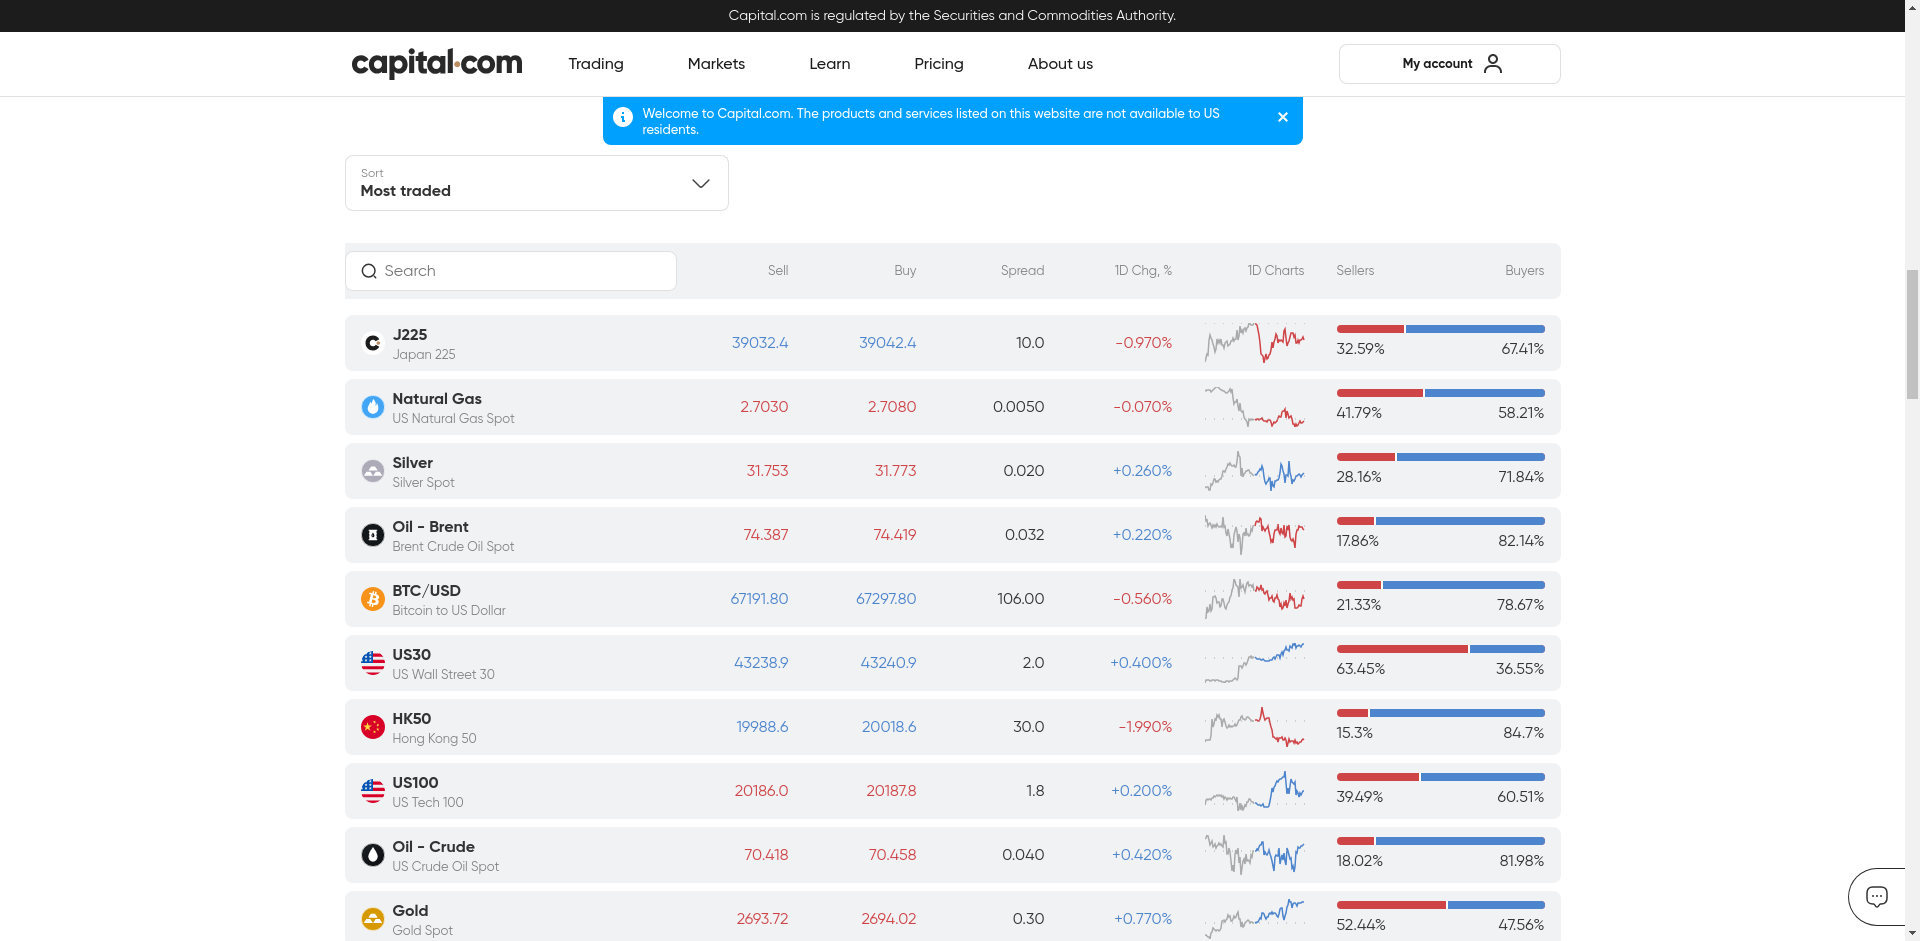 Capital.com is regulated by the Securities and Commodities Authority.
capital.com Trading Markets Learn Pricing About us My account
Welcome to Capital.com. The products and services listed on this website are not available to US
residents.
Sort
Most traded
Search Sell Buy Spread 1D Chg, % 1D Charts Sellers Buyers
J225
Japan 225
39032.4 39042.4 10.0 -0.970% 32.59% 67.41%
Natural Gas
US Natural Gas Spot
2.7030 2.7080 0.0050 -0.070% 41.79% 58.21%
Silver
Silver Spot
31.753 31.773 0.020 +0.260% 28.16% 71.84%
Oil - Brent
Brent Crude Oil Spot
74.387 74.419 0.032 +0.220% 17.86% 82.14%
BTC/USD
Bitcoin to US Dollar
67191.80 67297.80 106.00 -0.560% 21.33% 78.67%
US30
US Wall Street 30
43238.9 43240.9 2.0 +0.400% 63.45% 36.55%
HK50
Hong Kong 50
19988.6 20018.6 30.0 -1.990% 15.3% 84.7%
US100
US Tech 100
20186.0 20187.8 1.8 +0.200% 39.49% 60.51%
Oil - Crude
US Crude Oil Spot
70.418 70.458 0.040 +0.420% 18.02% 81.98%
Gold
Gold Spot
2693.72 2694.02 0.30 +0.770% 52.44% 47.56%